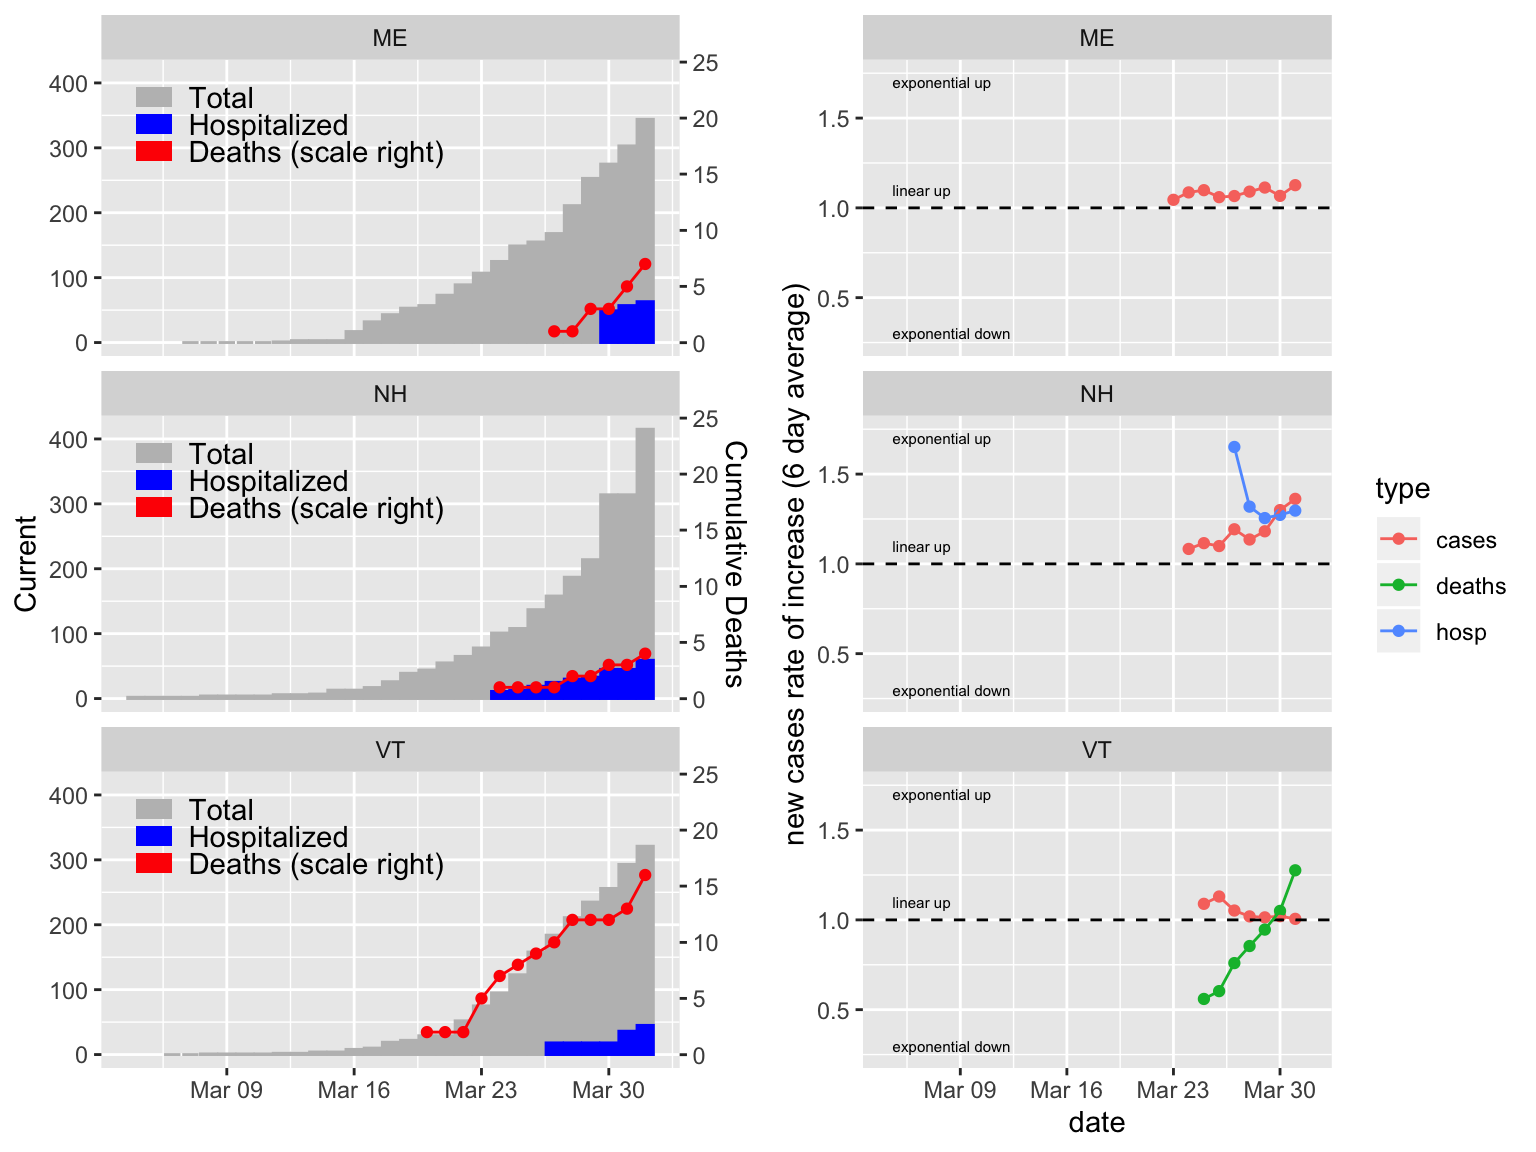 ME
400
300
200
100
0
25
20
15
10
5
0
Total
Hospitalized
Deaths (scale right)
NH
400
300
200
100
0
25
20
15
10
5
0
Total
Hospitalized
Deaths (scale right)
VT
400
300
200
100
0
25
20
15
10
5
0
Total
Hospitalized
Deaths (scale right)
Mar 09 Mar 16 Mar 23 Mar 30
Current
Cumulative Deaths
ME
1.5
1.0
0.5
exponential up
linear up
exponential down
NH
1.5
1.0
0.5
exponential up
linear up
exponential down
VT
1.5
1.0
0.5
exponential up
linear up
exponential down
Mar 09 Mar 16 Mar 23 Mar 30
date
new cases rate of increase (6 day average)
type
cases
deaths
hosp